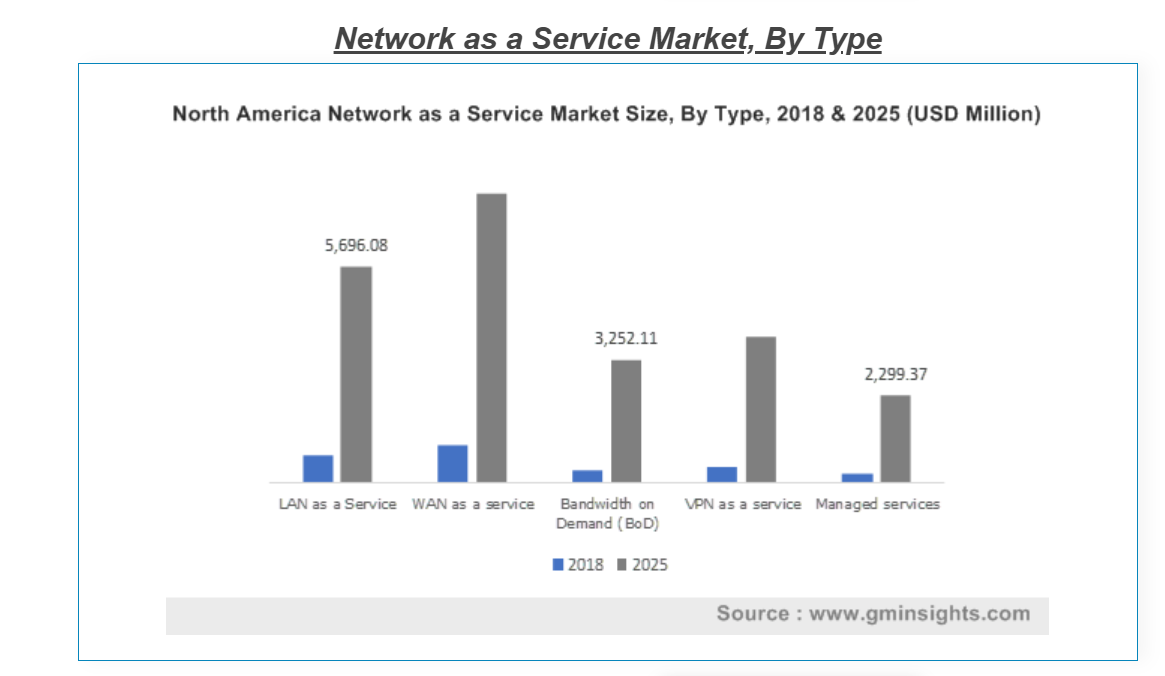 Network as a Service Market, By Type
North America Network as a Service Market Size, By Type, 2018 & 2025 (USD Million)
5,696.08
3,252.11
2,299.37
LAN as a Service
WAN as a service
Bandwidth on
Demand (BoD)
VPN as a service
Managed services
2018
2025
Source : www.gminsights.com